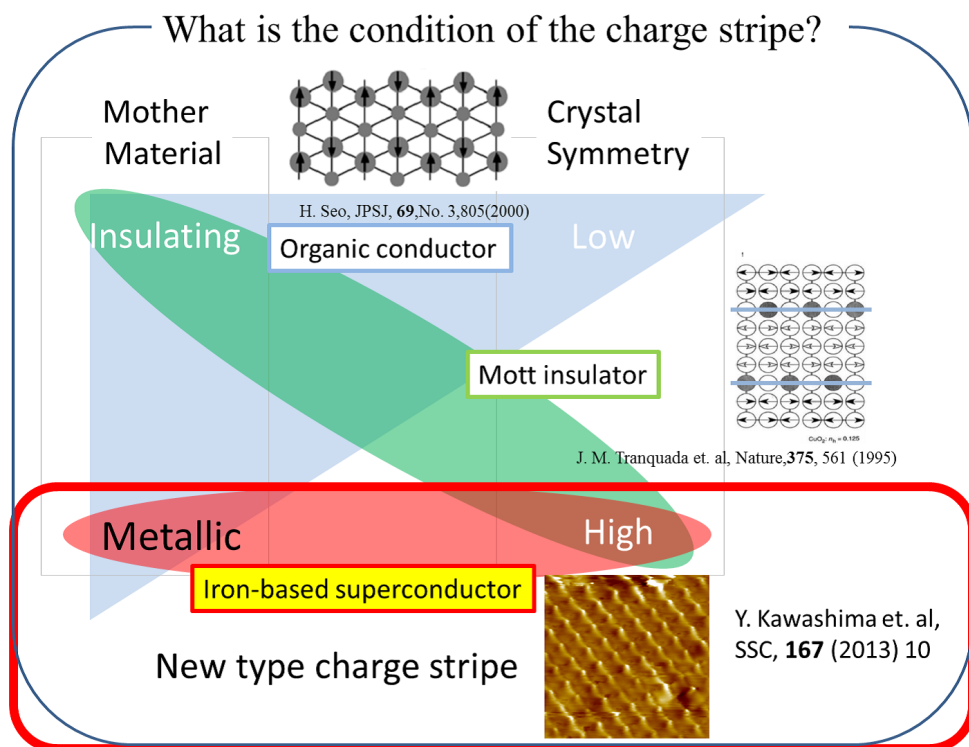 What is the condition of the charge stripe?
Mother
Material
Crystal
Symmetry
H. Seo, JPSJ, 69,No. 3,805(2000)
Insulating
Organic conductor
Low
Mott insulator
CuO2: nh = 0.125
J. M. Tranquada et. al, Nature,375, 561 (1995)
Metallic
High
Iron-based superconductor
New type charge stripe
Y. Kawashima et. al,
SSC, 167 (2013) 10